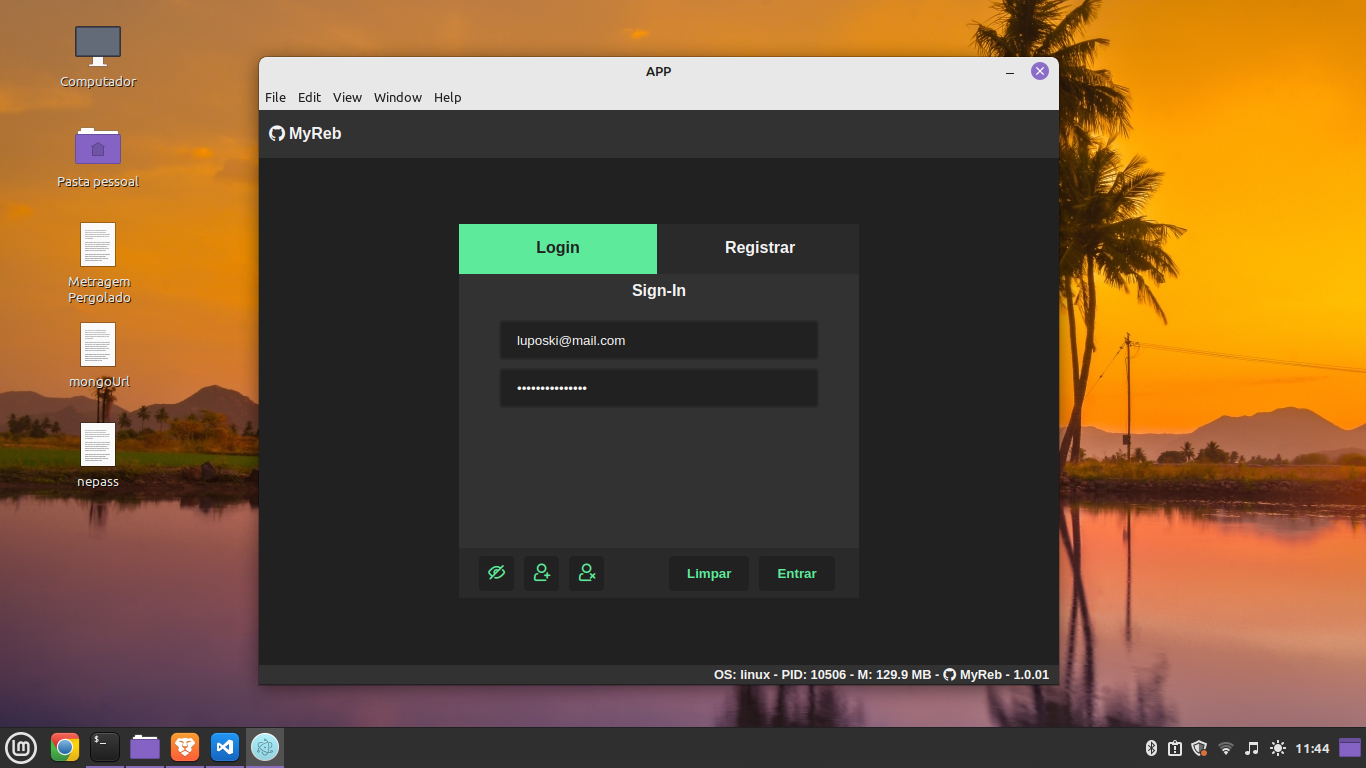 Computador
Pasta pessoal
Metragem
Pergolado
mongoUrl
nepass
APP
File Edit View Window Help
MyReb
Login Registrar
Sign-In
luposki@mail.com
•••••••••••••••
Limpar Entrar
OS: linux - PID: 10506 - M: 129.9 MB - MyReb - 1.0.01
11:44